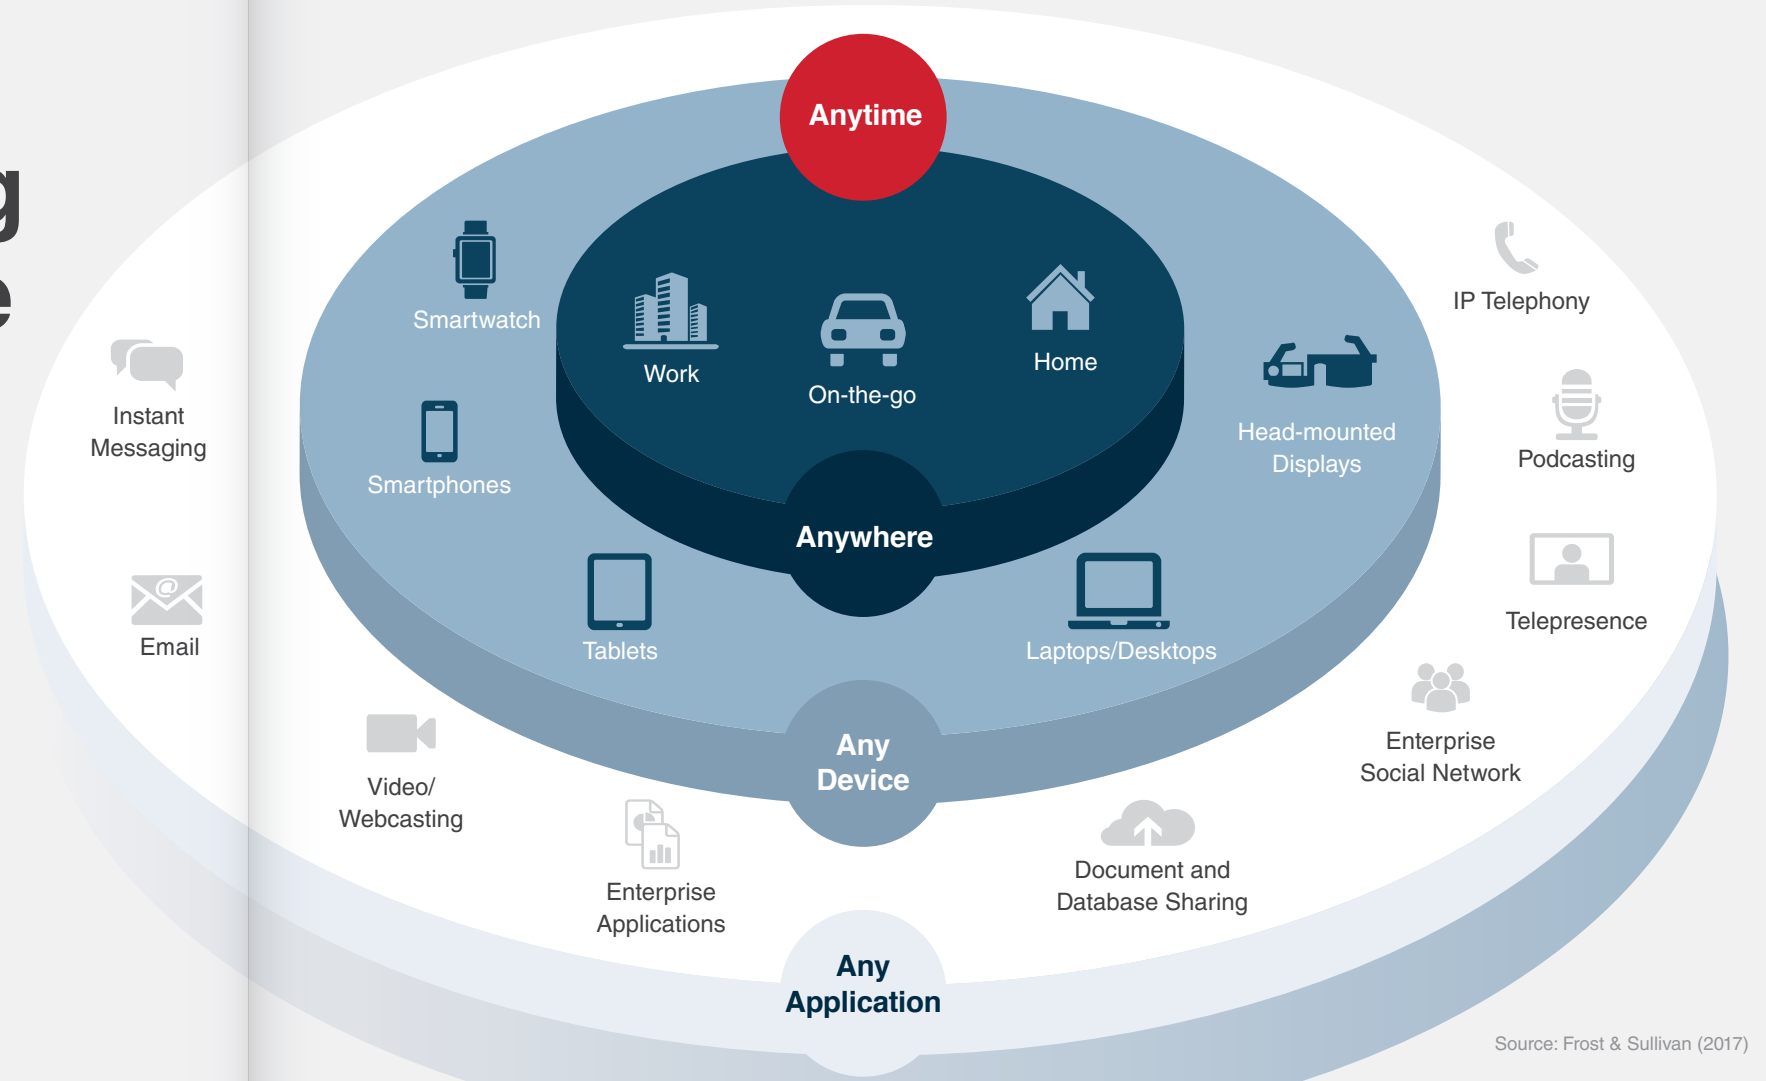 g
e
Anytime
Smartwatch
Work
On-the-go
Home
IP Telephony
Instant
Messaging
Smartphones
Head-mounted
Displays
Podcasting
Anywhere
Email
Tablets
Laptops/Desktops
Telepresence
Video/
Webcasting
Any
Device
Enterprise
Social Network
Enterprise
Applications
Document and
Database Sharing
Any
Application
Source: Frost & Sullivan (2017)